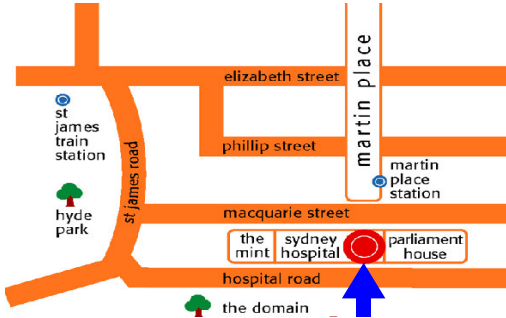 elizabeth street
martin place
st
james
train
station
st james road
phillip street
martin
place
station
hyde
park
macquarie street
the
mint
sydney
hospital
parliament
house
hospital road
the domain